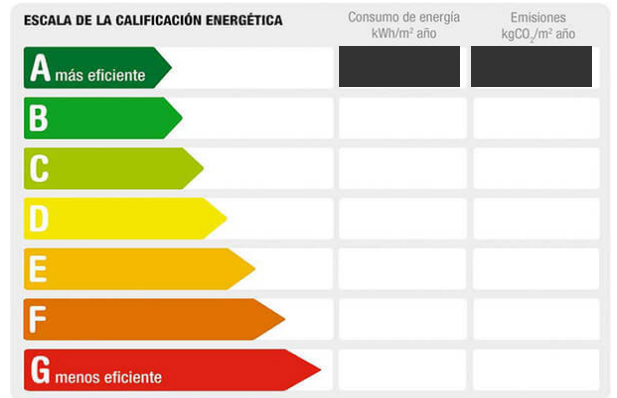 ESCALA DE LA CALIFICACIÓN ENERGÉTICA
Consumo de energía
kWh/m² año
Emisiones
kgCO₂/m² año
A más eficiente
B
C
D
E
F
G menos eficiente